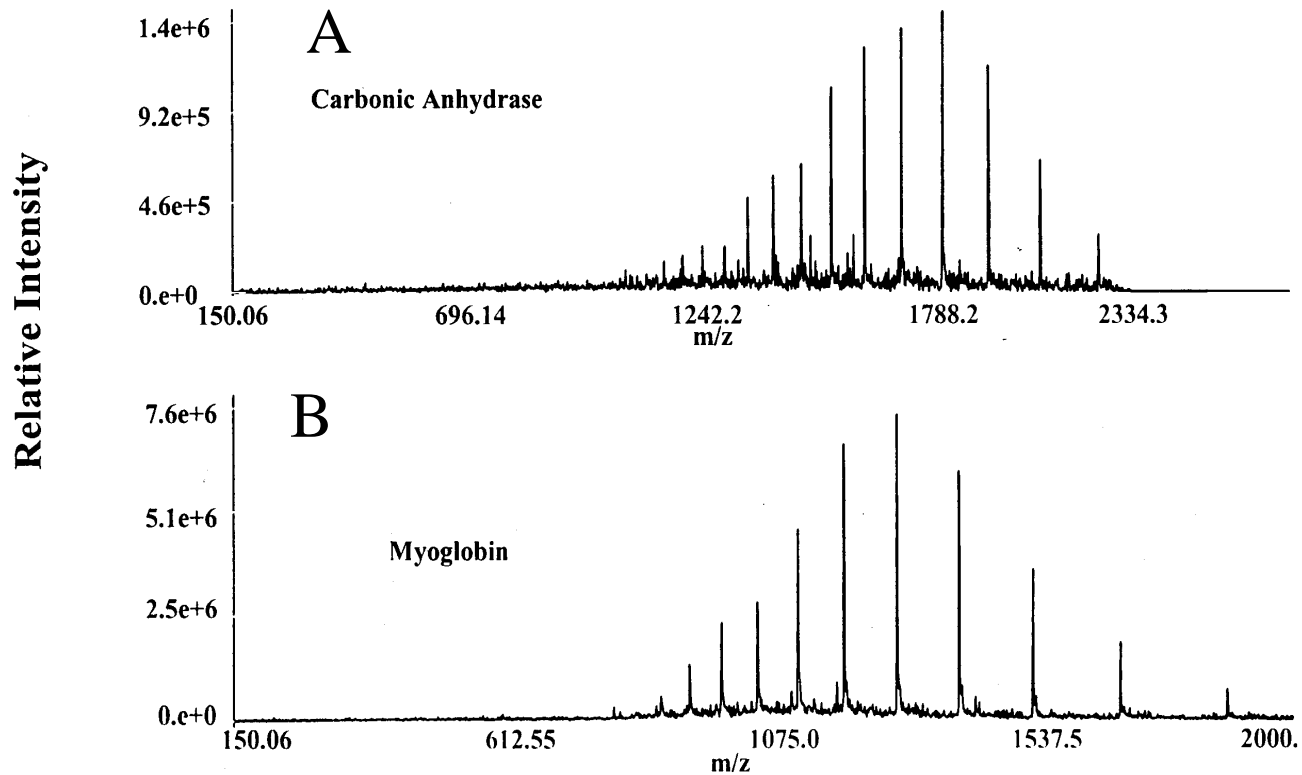 Relative Intensity
A
Carbonic Anhydrase
1.4e+6
9.2e+5
4.6e+5
0.e+0
150.06 696.14 1242.2 1788.2 2334.3
m/z
B
Myoglobin
7.6e+6
5.1e+6
2.5e+6
0.e+0
150.06 612.55 1075.0 1537.5 2000.
m/z